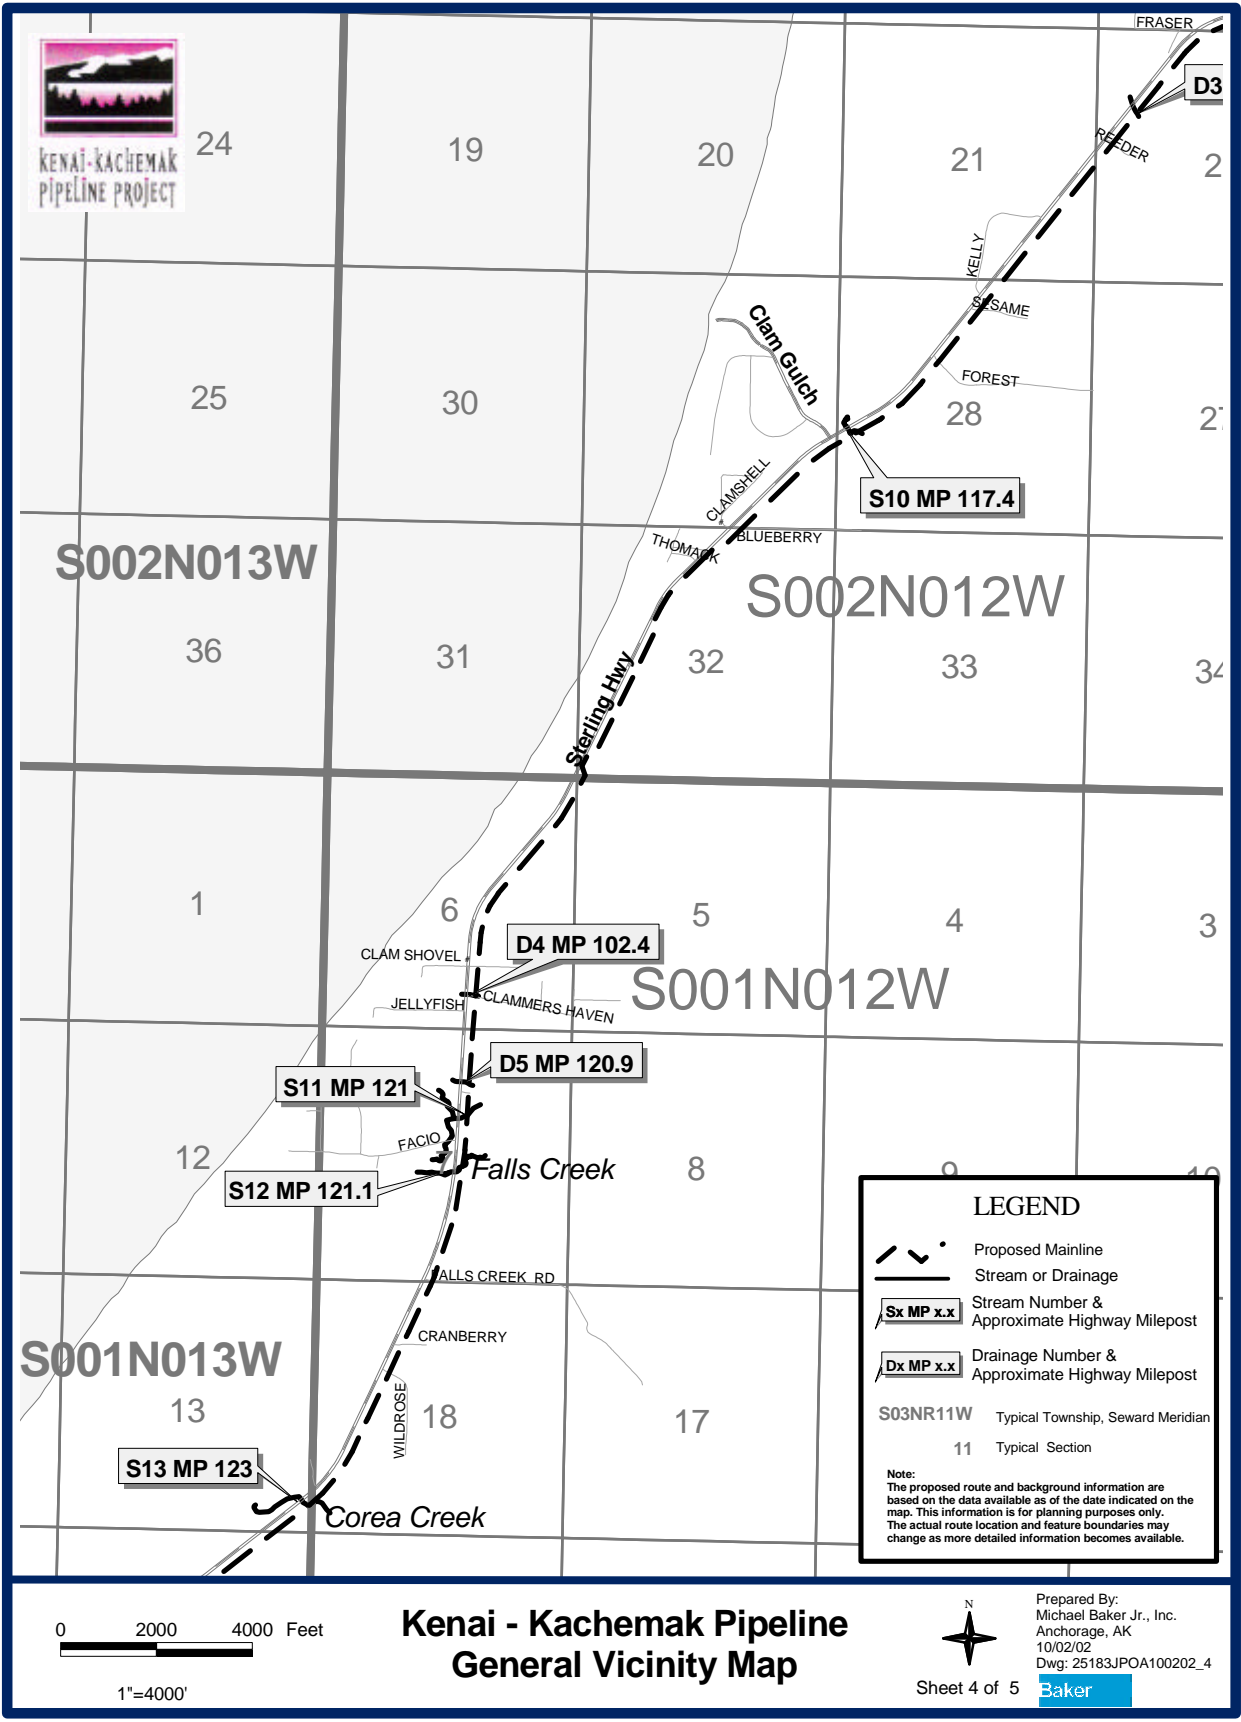 KENAI-KACHEMAK
PIPELINE PROJECT
FRASER
D3
REEDER
24
19
20
21
2
KELLY
SESAME
Clam Gulch
FOREST
25
30
28
27
S10 MP 117.4
CLAMSHELL
THOMACK
BLUEBERRY
S002N013W
S002N012W
36
31
32
33
34
Sterling Hwy
1
6
5
4
3
CLAM SHOVEL
D4 MP 102.4
JELLYFISH
CLAMMERS HAVEN
S001N012W
D5 MP 120.9
S11 MP 121
FACIO
12
7
8
9
10
Falls Creek
S12 MP 121.1
FALLS CREEK RD
CRANBERRY
S001N013W
WILDROSE
13
18
17
S13 MP 123
Corea Creek
LEGEND
Proposed Mainline
Stream or Drainage
Sx MP x.x
Stream Number &
Approximate Highway Milepost
Dx MP x.x
Drainage Number &
Approximate Highway Milepost
S03NR11W Typical Township, Seward Meridian
11 Typical Section
Note:
The proposed route and background information are
based on the data available as of the date indicated on the
map. This information is for planning purposes only.
The actual route location and feature boundaries may
change as more detailed information becomes available.
0 2000 4000 Feet
1"=4000'
Kenai - Kachemak Pipeline
General Vicinity Map
N
Sheet 4 of 5
Prepared By:
Michael Baker Jr., Inc.
Anchorage, AK
10/02/02
Dwg: 25183JPOA100202_4
Baker